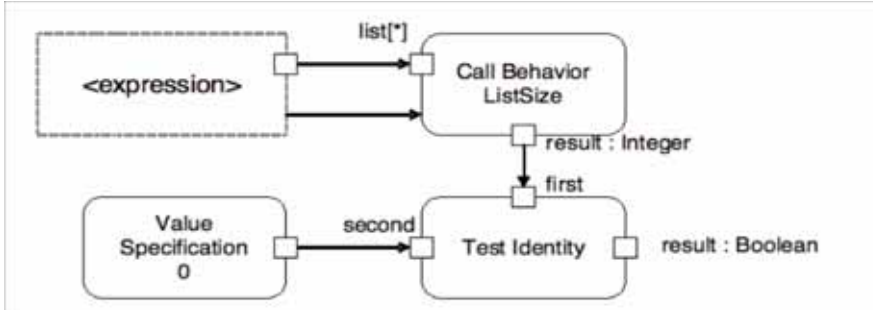 list[*]
<expression>
Call Behavior
ListSize
result : Integer
first
Value
Specification
0
second
Test Identity
result : Boolean